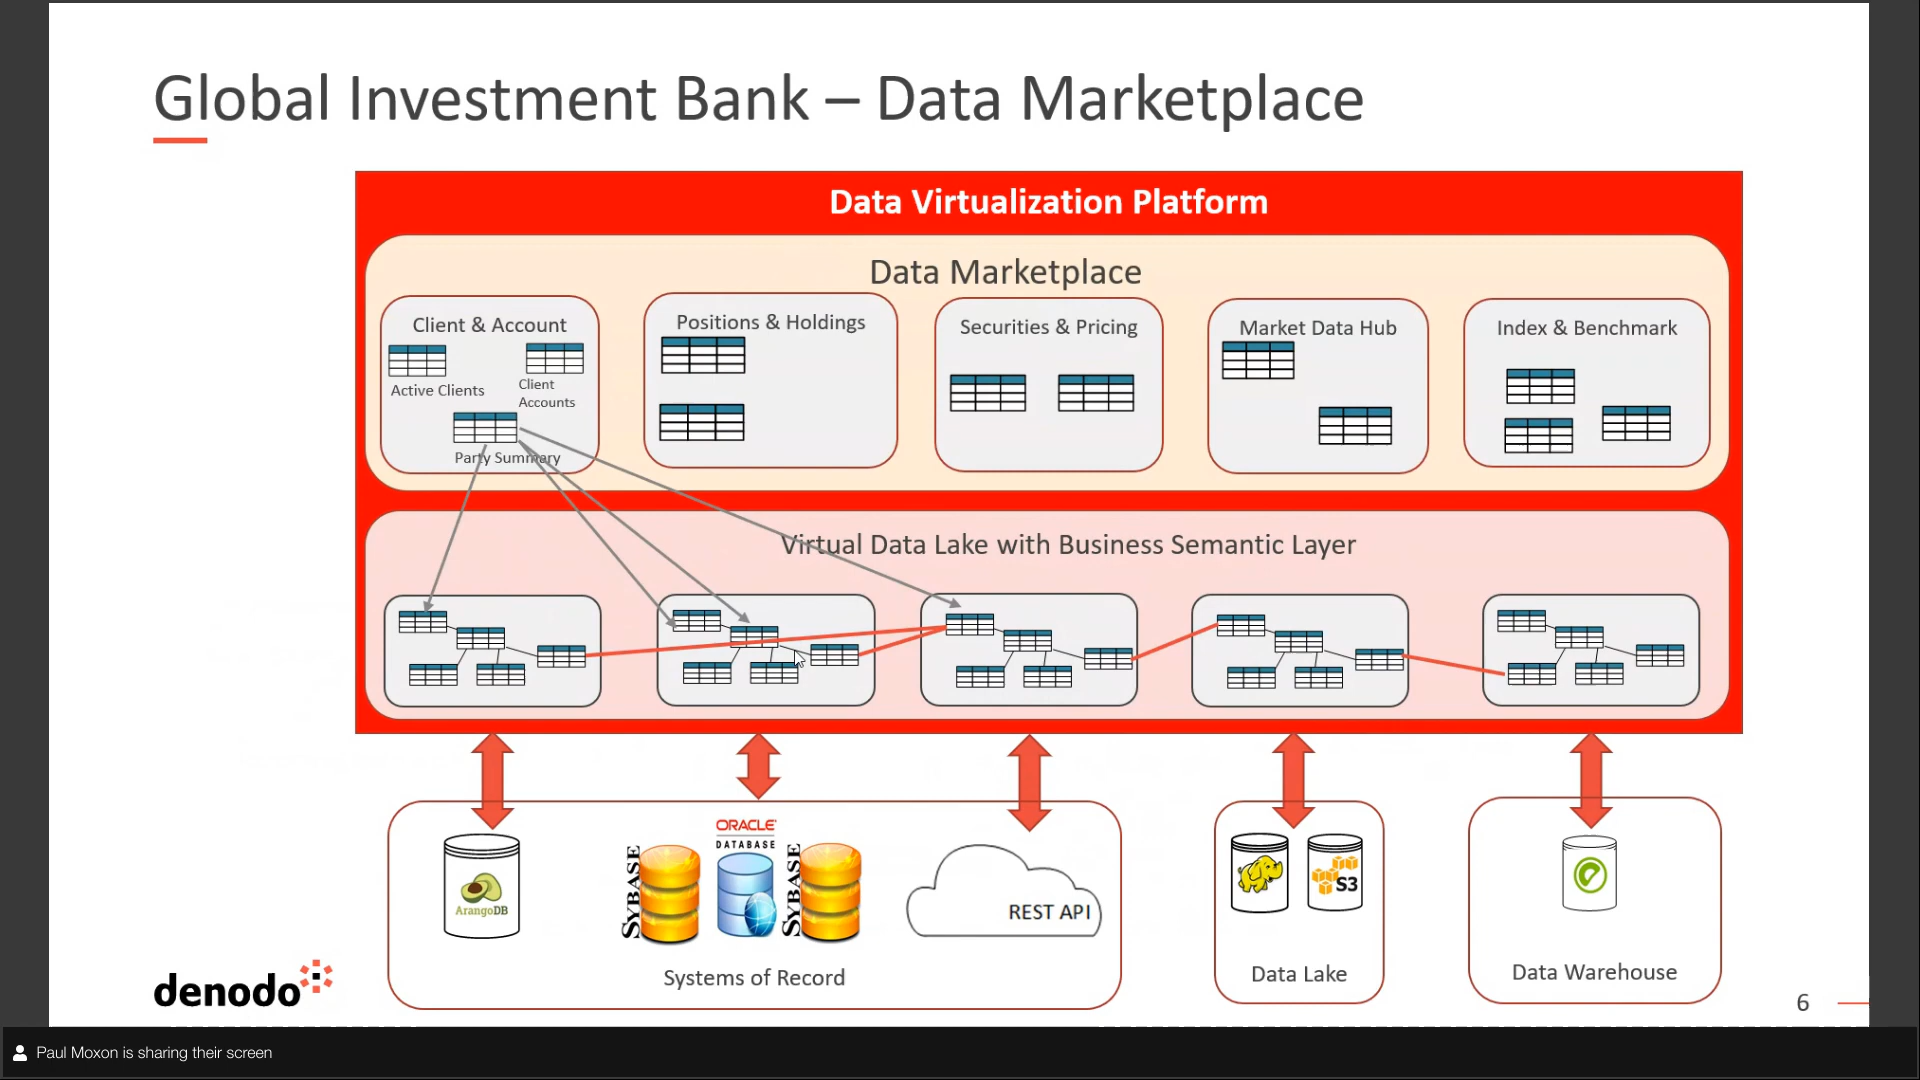 Global Investment Bank – Data Marketplace
Data Virtualization Platform
Data Marketplace
Client & Account
Active Clients
Client
Accounts
Party Summary
Positions & Holdings
Securities & Pricing
Market Data Hub
Index & Benchmark
Virtual Data Lake with Business Semantic Layer
ArangoDB
SYBASE
ORACLE
DATABASE
SYBASE
REST API
Systems of Record
S3
Data Lake
Data Warehouse
denodo
6
Paul Moxon is sharing their screen